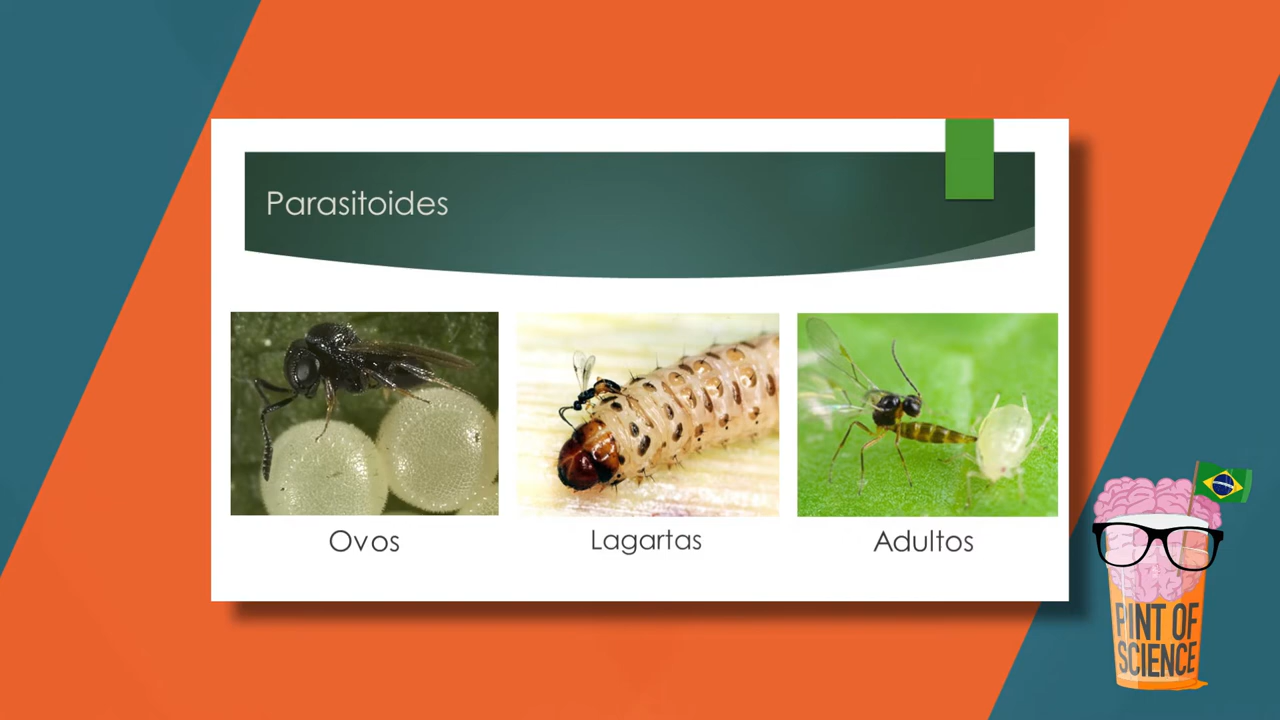 Parasitoides
Ovos
Lagartas
Adultos
PINT OF
SCIENCE